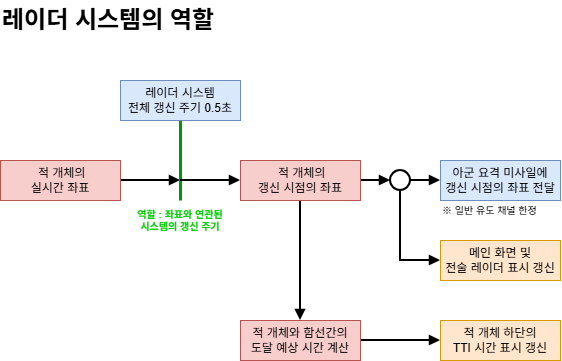 레이더 시스템의 역할
레이더 시스템
전체 갱신 주기 0.5초
적 개체의
실시간 좌표
적 개체의
갱신 시점의 좌표
아군 요격 미사일에
갱신 시점의 좌표 전달
※ 일반 유도 채널 한정
역할 : 좌표와 연관된
시스템의 갱신 주기
메인 화면 및
전술 레이더 표시 갱신
적 개체와 함선간의
도달 예상 시간 계산
적 개체 하단의
TTI 시간 표시 갱신